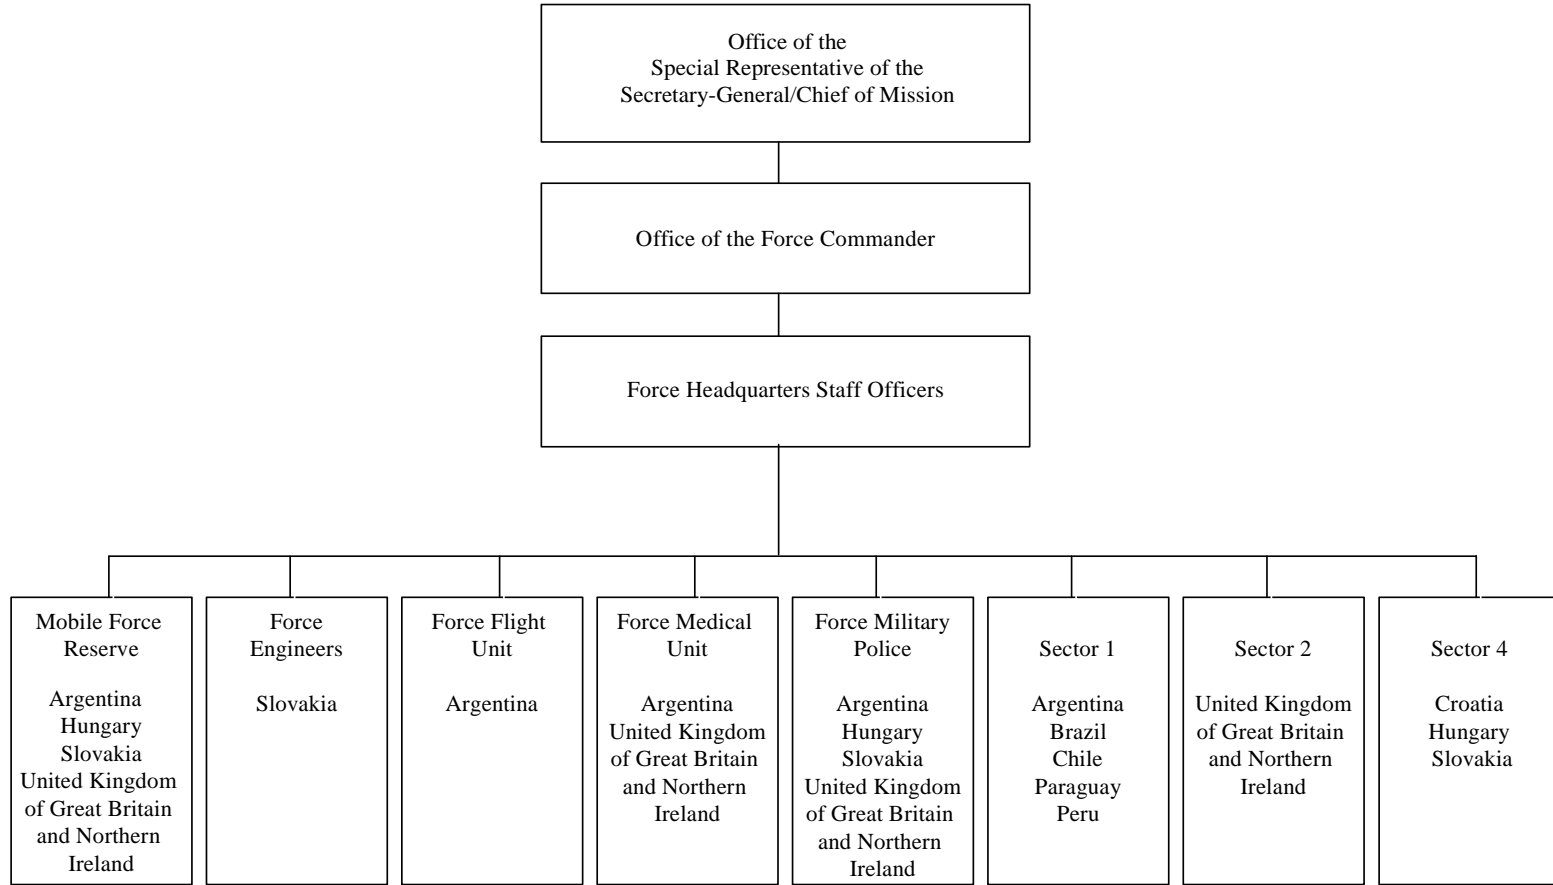 Office of the
Special Representative of the
Secretary-General/Chief of Mission
Office of the Force Commander
Force Headquarters Staff Officers
Mobile Force
Reserve
Argentina
Hungary
Slovakia
United Kingdom
of Great Britain
and Northern
Ireland
Force
Engineers
Slovakia
Force Flight
Unit
Argentina
Force Medical
Unit
Argentina
United Kingdom
of Great Britain
and Northern
Ireland
Force Military
Police
Argentina
Hungary
Slovakia
United Kingdom
of Great Britain
and Northern
Ireland
Sector 1
Argentina
Brazil
Chile
Paraguay
Peru
Sector 2
United Kingdom
of Great Britain
and Northern
Ireland
Sector 4
Croatia
Hungary
Slovakia